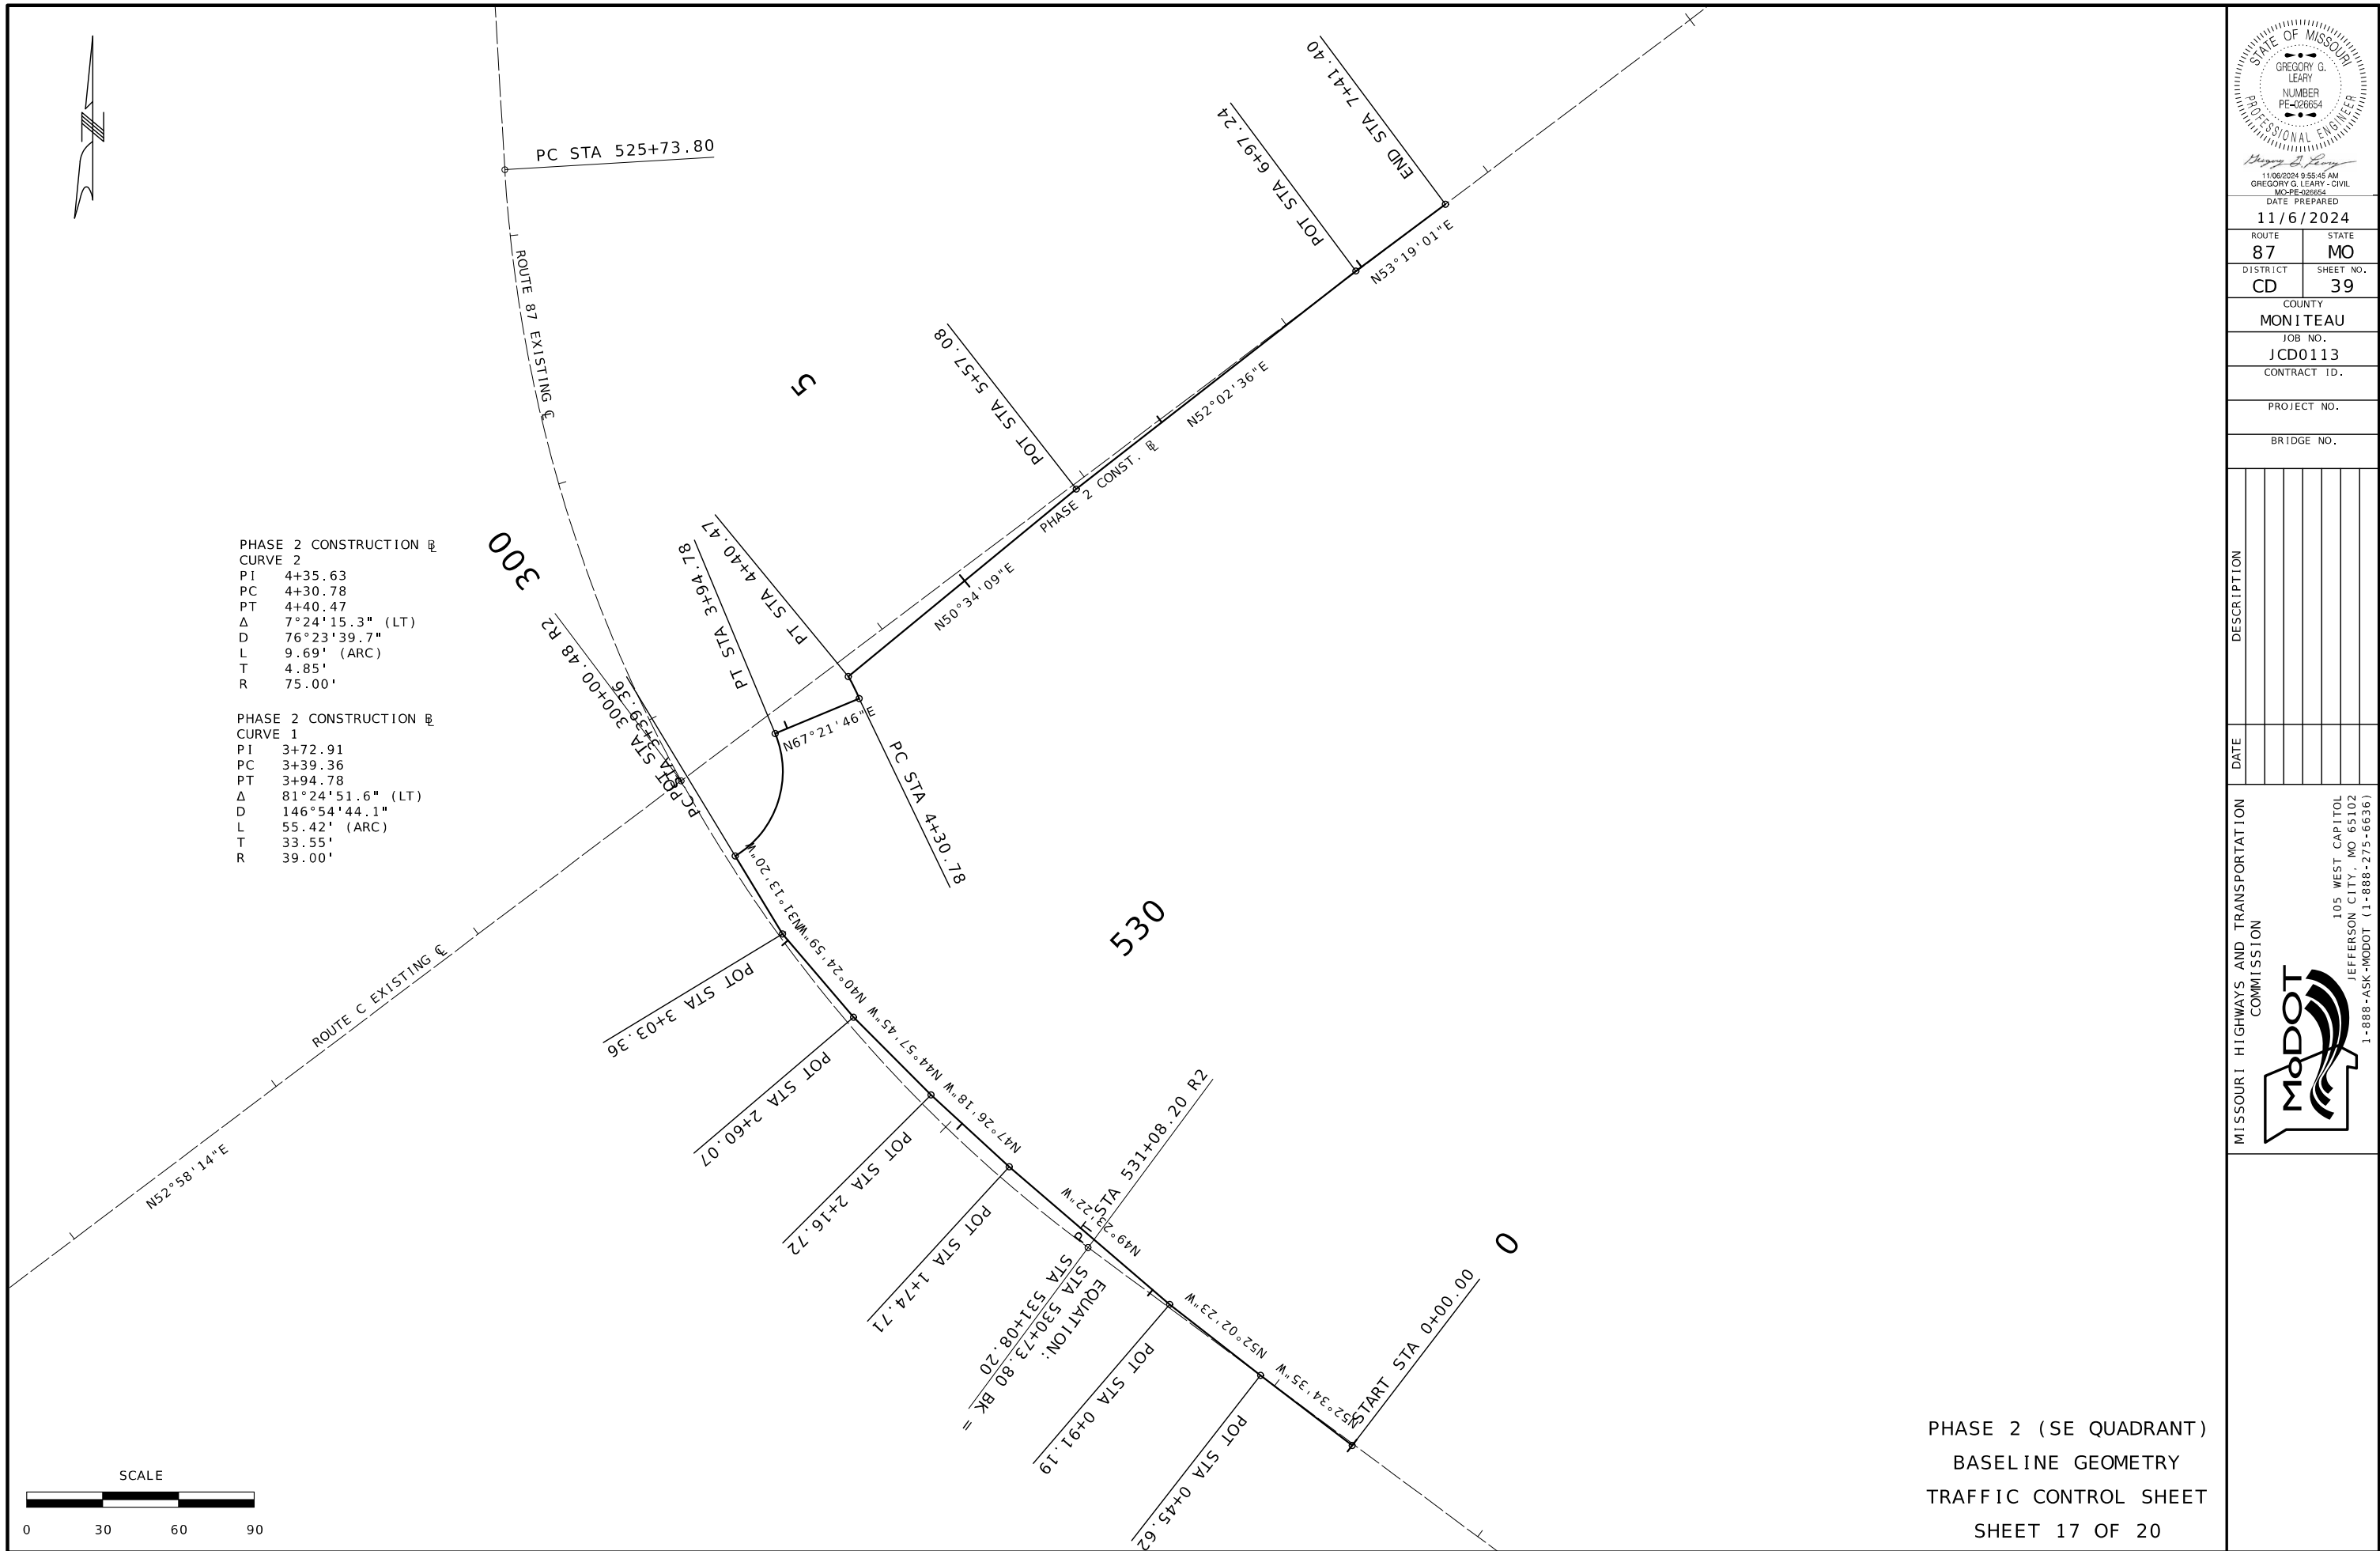 PC STA 525+73.80
ROUTE 87 EXISTING ℄
END STA 7+41.40
POT STA 6+97.24
N53°19'01"E
POT STA 5+57.08
N52°02'36"E
PHASE 2 CONST. BL
5
300
PT STA 4+40.47
PT STA 3+94.78
N50°34'09"E
POT STA 300+00.48 R2
PC STA 3+39.36
N67°21'46"E
PC STA 4+30.78
PHASE 2 CONSTRUCTION BL
CURVE 2
PI 4+35.63
PC 4+30.78
PT 4+40.47
Δ 7°24'15.3" (LT)
D 76°23'39.7"
L 9.69' (ARC)
T 4.85'
R 75.00'
PHASE 2 CONSTRUCTION BL
CURVE 1
PI 3+72.91
PC 3+39.36
PT 3+94.78
Δ 81°24'51.6" (LT)
D 146°54'44.1"
L 55.42' (ARC)
T 33.55'
R 39.00'
N31°13'20"W
530
POT STA 3+03.36
N40°24'59"W
ROUTE C EXISTING ℄
N52°58'14"E
POT STA 2+60.07
N44°57'45"W
POT STA 2+16.72
N47°26'18"W
POT STA 1+74.71
PT STA 531+08.20 R2
N49°23'22"W
EQUATION:
STA 530+73.80 BK =
STA 531+08.20
0
POT STA 0+91.19
N52°02'23"W
POT STA 0+45.62
N52°34'35"W
START STA 0+00.00
SCALE
0 30 60 90
PHASE 2 (SE QUADRANT)
BASELINE GEOMETRY
TRAFFIC CONTROL SHEET
SHEET 17 OF 20
STATE OF MISSOURI
GREGORY G.
LEARY
NUMBER
PE-026654
PROFESSIONAL ENGINEER
Gregory G. Leary
11/06/2024 9:55:45 AM
GREGORY G. LEARY - CIVIL
MO-PE-026654
DATE PREPARED
11/6/2024
ROUTE STATE
87 MO
DISTRICT SHEET NO.
CD 39
COUNTY
MONITEAU
JOB NO.
JCD0113
CONTRACT ID.
PROJECT NO.
BRIDGE NO.
DESCRIPTION
DATE
MISSOURI HIGHWAYS AND TRANSPORTATION
COMMISSION
MoDOT
105 WEST CAPITOL
JEFFERSON CITY, MO 65102
1-888-ASK-MODOT (1-888-275-6636)